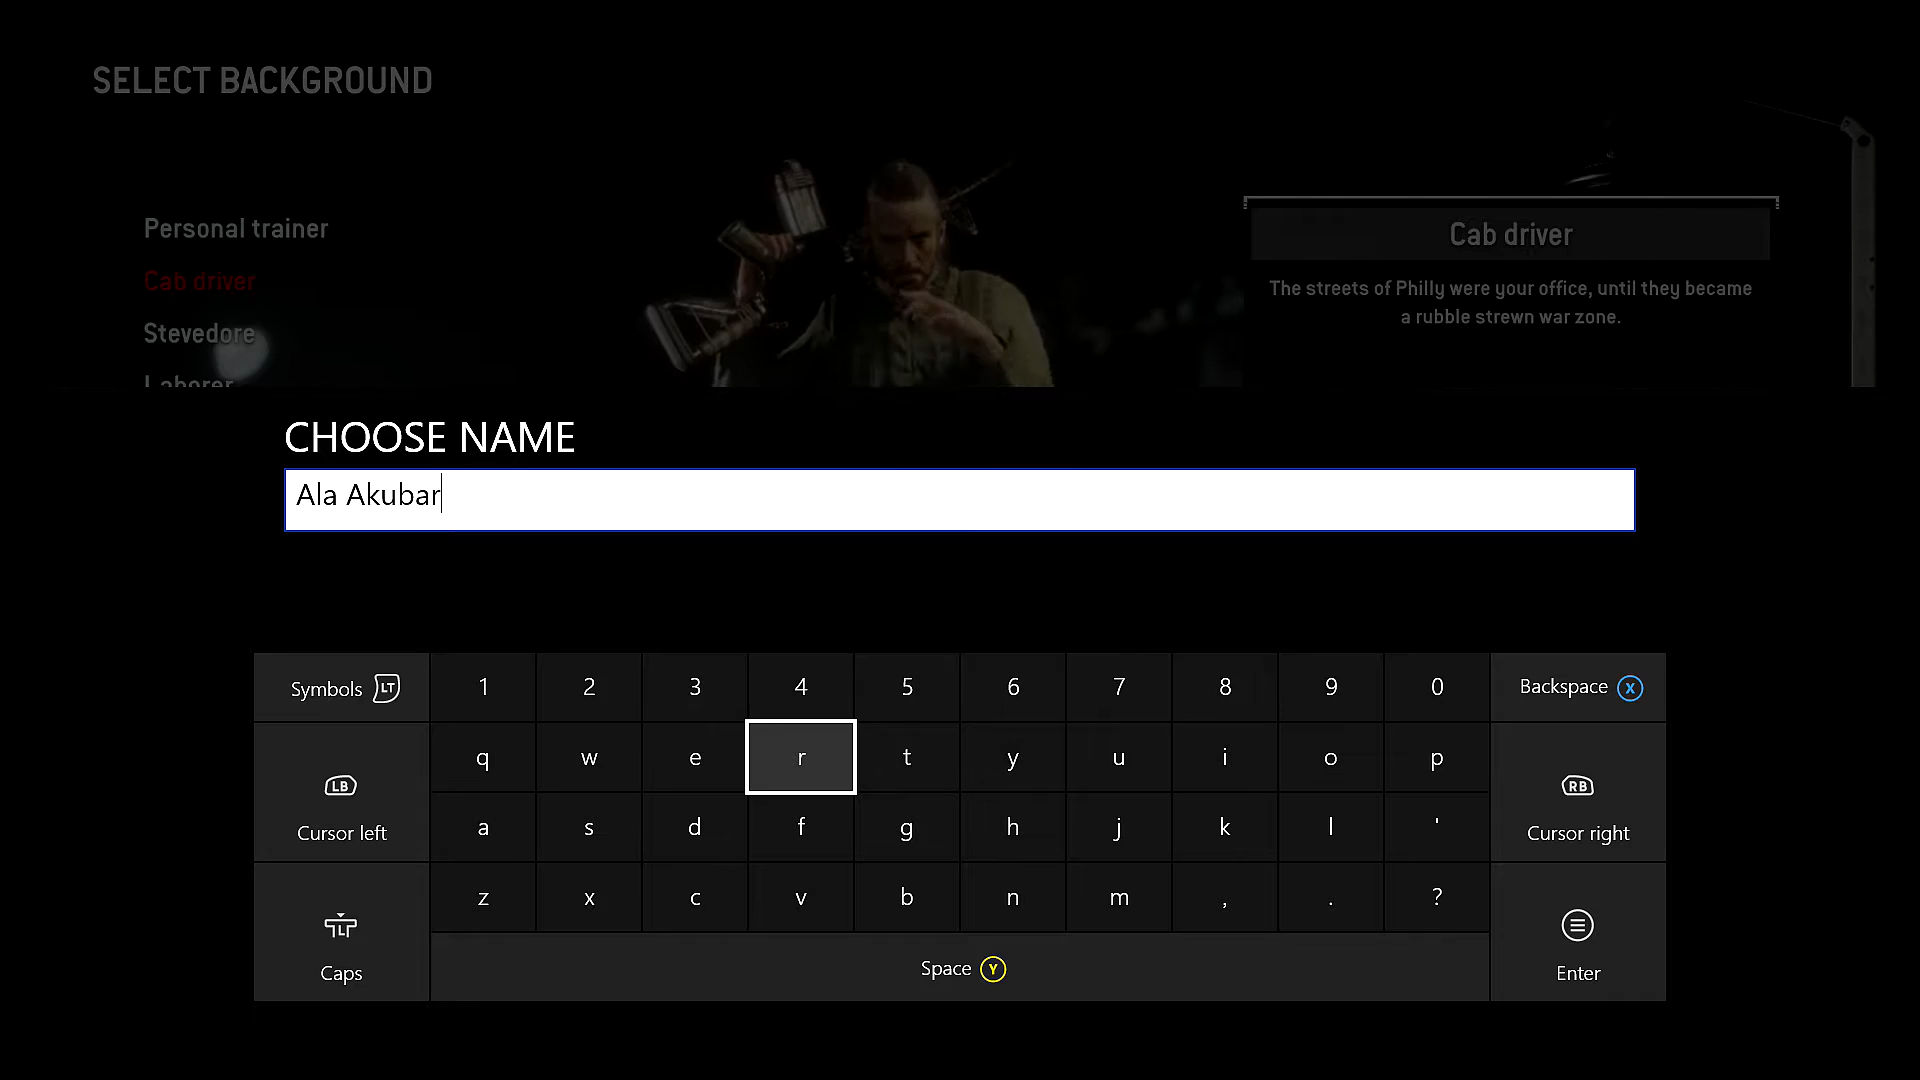 SELECT BACKGROUND
Personal trainer
Cab driver
Stevedore
Laborer
Cab driver
The streets of Philly were your office, until they became
a rubble strewn war zone.
CHOOSE NAME
Ala Akubar
Symbols LT 1 2 3 4 5 6 7 8 9 0 Backspace X
q w e r t y u i o p
LB
Cursor left
a s d f g h j k l '
RB
Cursor right
z x c v b n m , . ?
Caps
Space Y
Enter